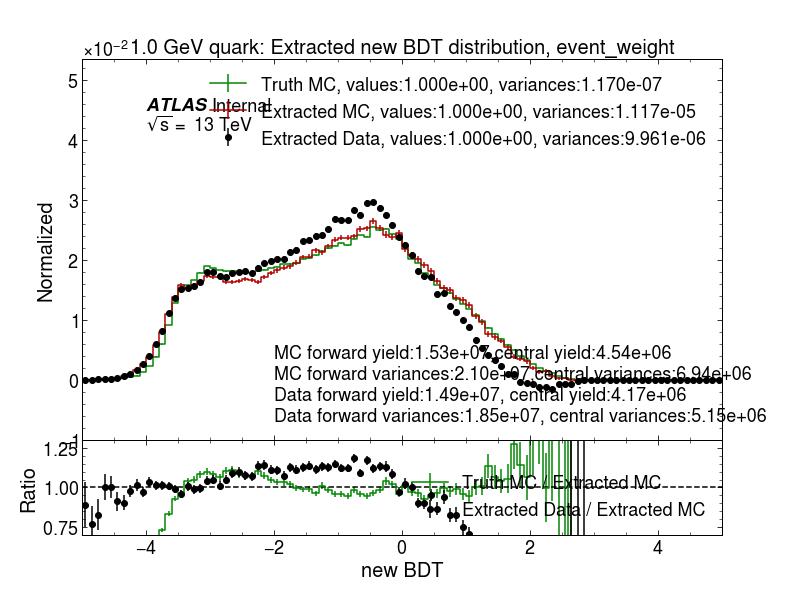 ×10⁻² 1.0 GeV quark: Extracted new BDT distribution, event_weight
Truth MC, values:1.000e+00, variances:1.170e-07
ATLAS Internal
Extracted MC, values:1.000e+00, variances:1.117e-05
√s = 13 TeV
Extracted Data, values:1.000e+00, variances:9.961e-06
5
4
3
2
1
0
−1
Normalized
MC forward yield:1.53e+07, central yield:4.54e+06
MC forward variances:2.10e+07, central variances:6.94e+06
Data forward yield:1.49e+07, central yield:4.17e+06
Data forward variances:1.85e+07, central variances:5.15e+06
1.25
1.00
0.75
Ratio
Truth MC / Extracted MC
Extracted Data / Extracted MC
−4 −2 0 2 4
new BDT